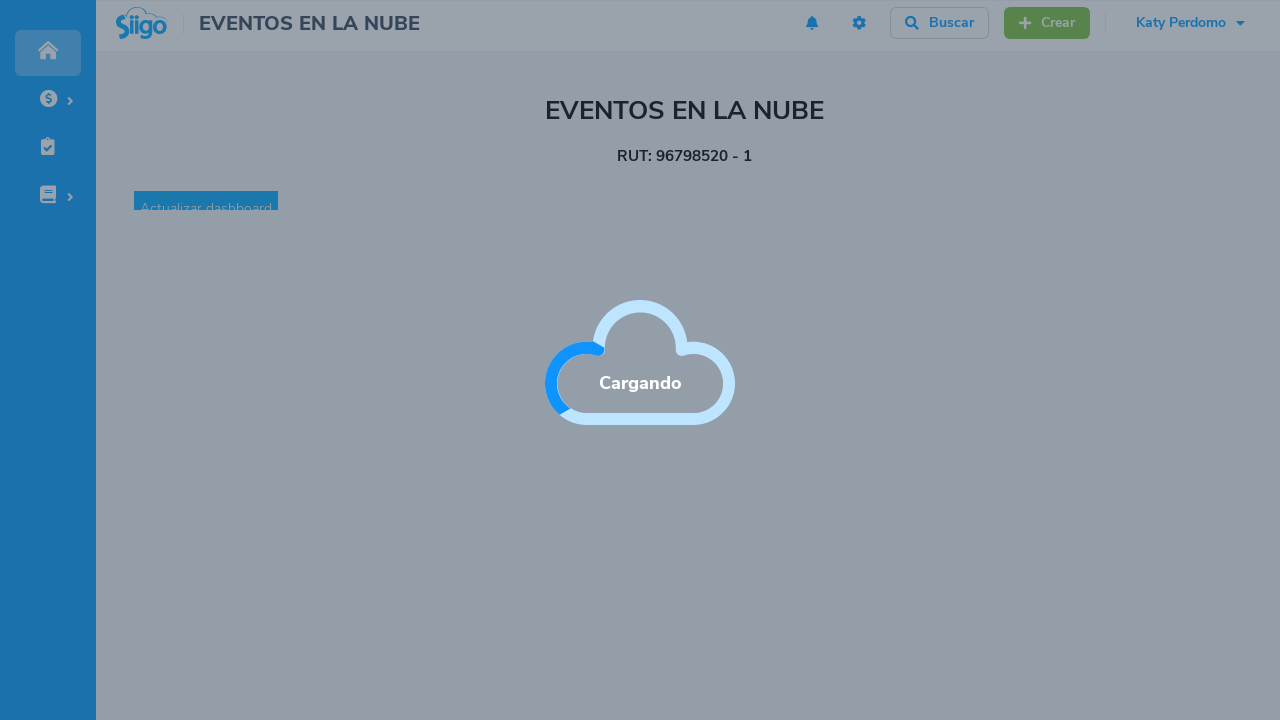 Siigo
EVENTOS EN LA NUBE
Buscar
Crear
Katy Perdomo
EVENTOS EN LA NUBE
RUT: 96798520 - 1
Actualizar dashboard
Cargando